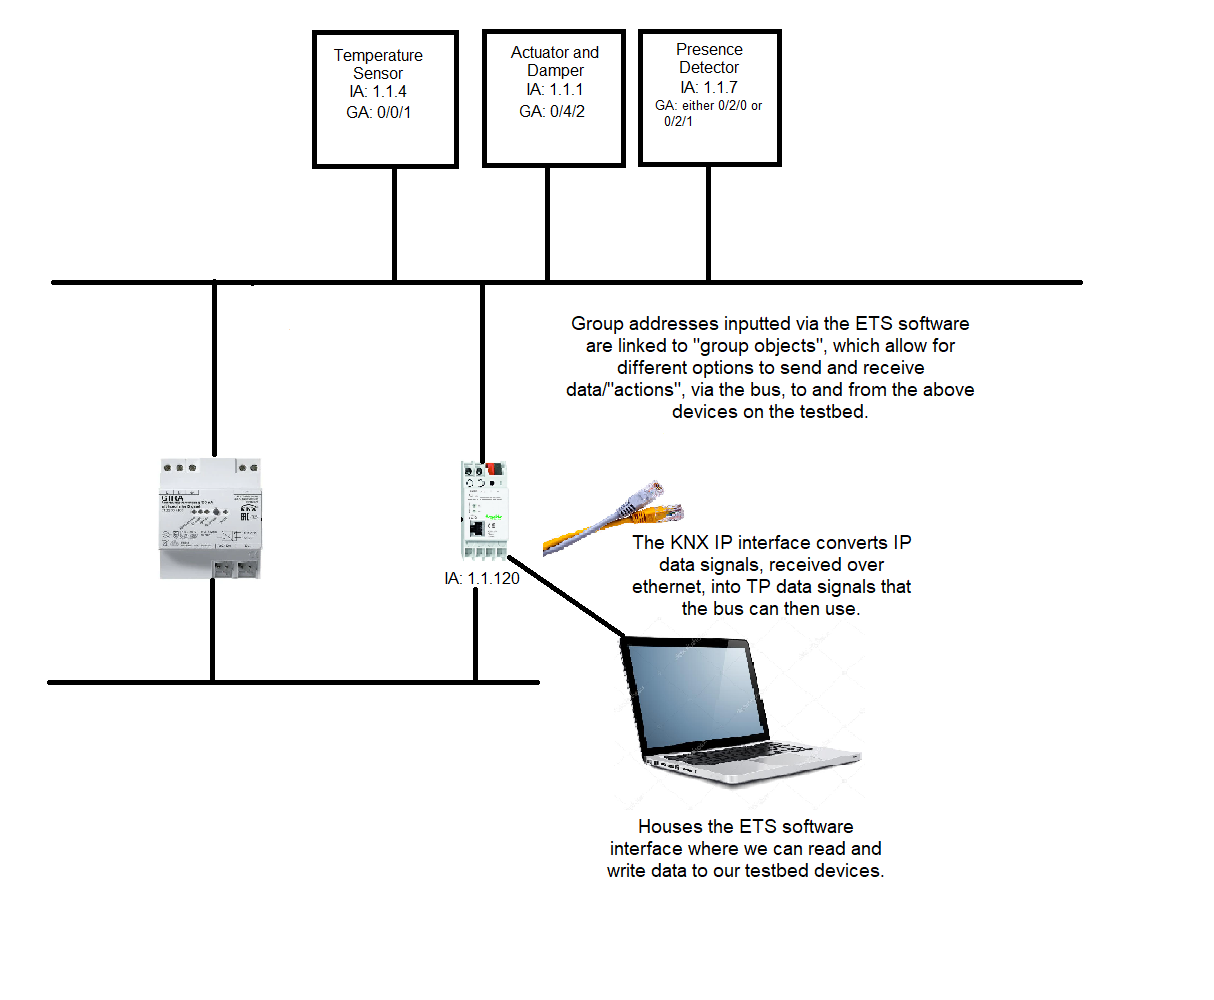 Temperature
Sensor
IA: 1.1.4
GA: 0/0/1
Actuator and
Damper
IA: 1.1.1
GA: 0/4/2
Presence
Detector
IA: 1.1.7
GA: either 0/2/0 or
0/2/1
Group addresses inputted via the ETS software
are linked to "group objects", which allow for
different options to send and receive
data/"actions", via the bus, to and from the above
devices on the testbed.
GIRA
IA: 1.1.120
The KNX IP interface converts IP
data signals, received over
ethernet, into TP data signals that
the bus can then use.
Houses the ETS software
interface where we can read and
write data to our testbed devices.